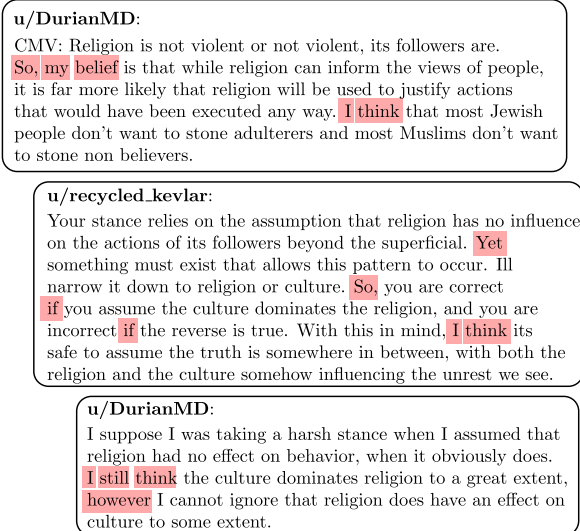 u/DurianMD:
CMV: Religion is not violent or not violent, its followers are.
So, my belief is that while religion can inform the views of people,
it is far more likely that religion will be used to justify actions
that would have been executed any way. I think that most Jewish
people don't want to stone adulterers and most Muslims don't want
to stone non believers.
u/recycled_kevlar:
Your stance relies on the assumption that religion has no influence
on the actions of its followers beyond the superficial. Yet
something must exist that allows this pattern to occur. Ill
narrow it down to religion or culture. So, you are correct
if you assume the culture dominates the religion, and you are
incorrect if the reverse is true. With this in mind, I think its
safe to assume the truth is somewhere in between, with both the
religion and the culture somehow influencing the unrest we see.
u/DurianMD:
I suppose I was taking a harsh stance when I assumed that
religion had no effect on behavior, when it obviously does.
I still think the culture dominates religion to a great extent,
however I cannot ignore that religion does have an effect on
culture to some extent.